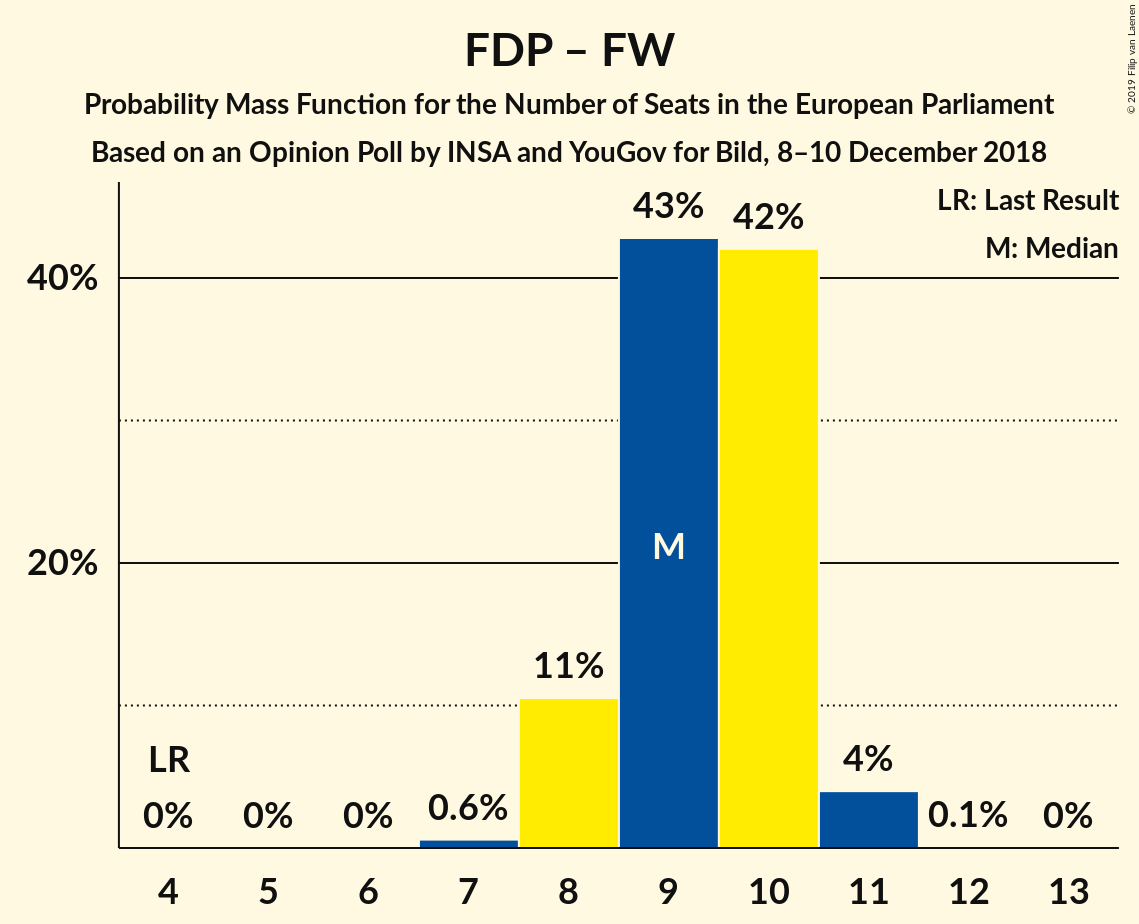 FDP – FW
Probability Mass Function for the Number of Seats in the European Parliament
Based on an Opinion Poll by INSA and YouGov for Bild, 8–10 December 2018
© 2019 Filip van Laenen
LR: Last Result
M: Median
43%
42%
40%
M
20%
11%
LR
4%
0%
0%
0%
0.6%
0.1%
0%
4
5
6
7
8
9
10
11
12
13